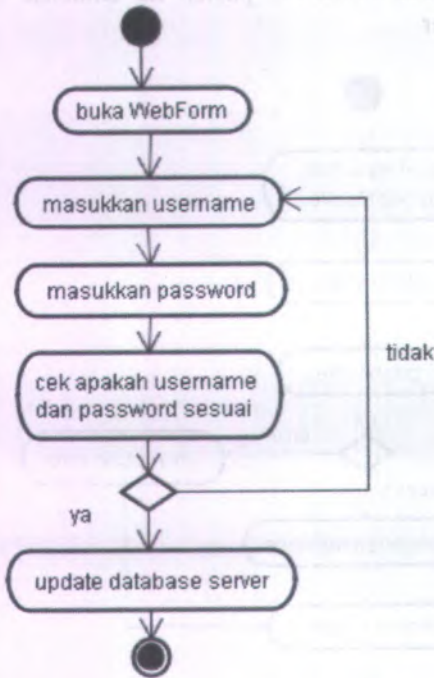 buka WebForm
masukkan username
masukkan password
tidak
cek apakah username
dan password sesuai
ya
update database server